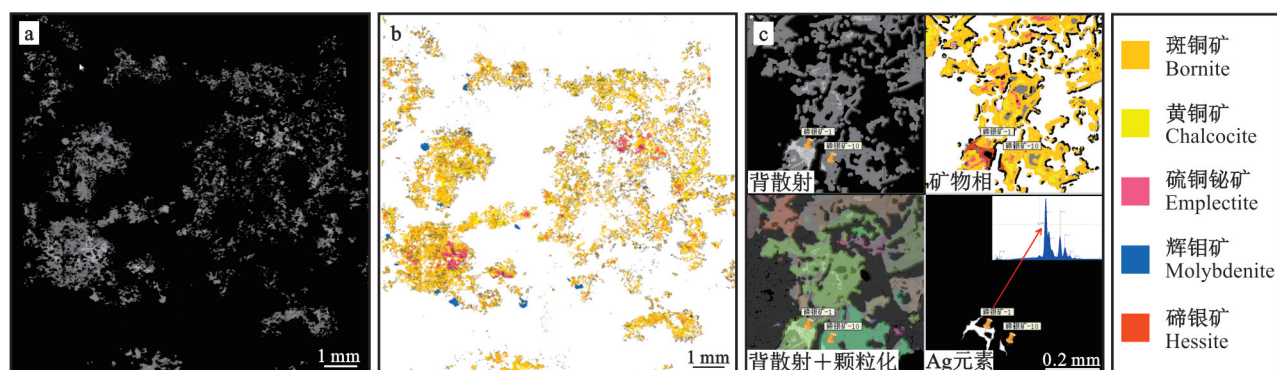 a
1 mm
b
1 mm
c
碲银矿-1
碲银矿-10
背散射
碲银矿-1
碲银矿-10
矿物相
碲银矿-1
碲银矿-10
背散射+颗粒化
碲银矿-1
碲银矿-10
Ag元素
0.2 mm
斑铜矿
Bornite
黄铜矿
Chalcocite
硫铜铋矿
Emplectite
辉钼矿
Molybdenite
碲银矿
Hessite